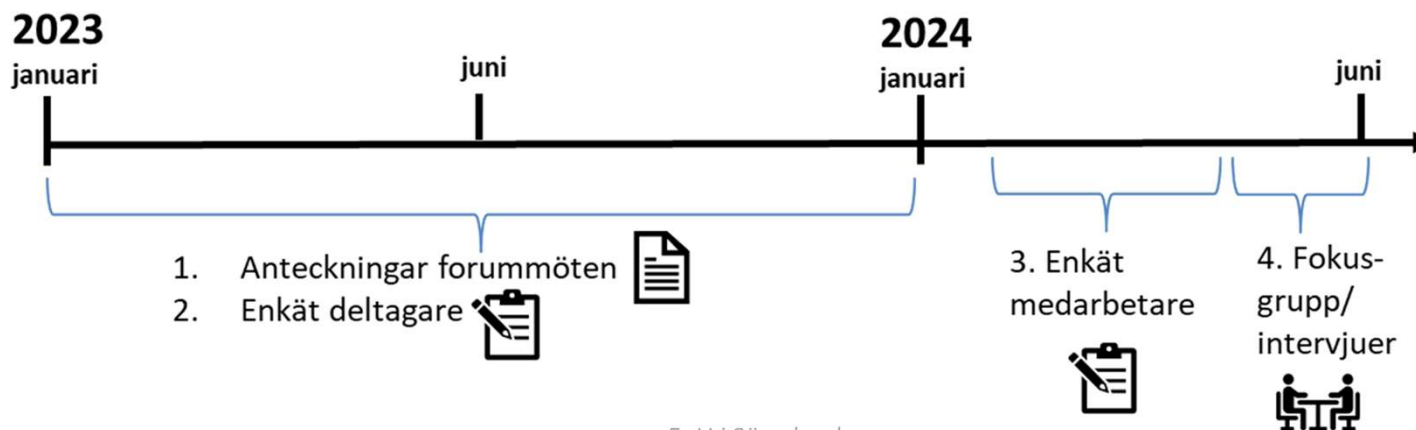 2023
januari
juni
2024
januari
juni
1. Anteckningar forummöten
2. Enkät deltagare
3. Enkät
medarbetare
4. Fokus-
grupp/
intervjuer